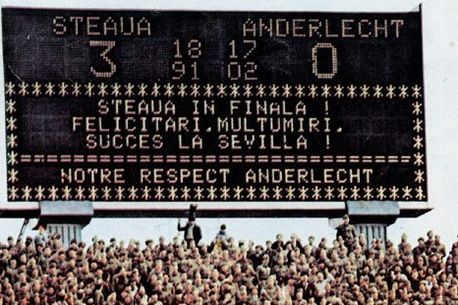 STEAUA ANDERLECHT
3 18 17 0
91 02
STEAUA IN FINALA !
FELICITARI.MULTUMIRI.
SUCCES LA SEVILLA !
NOTRE RESPECT ANDERLECHT